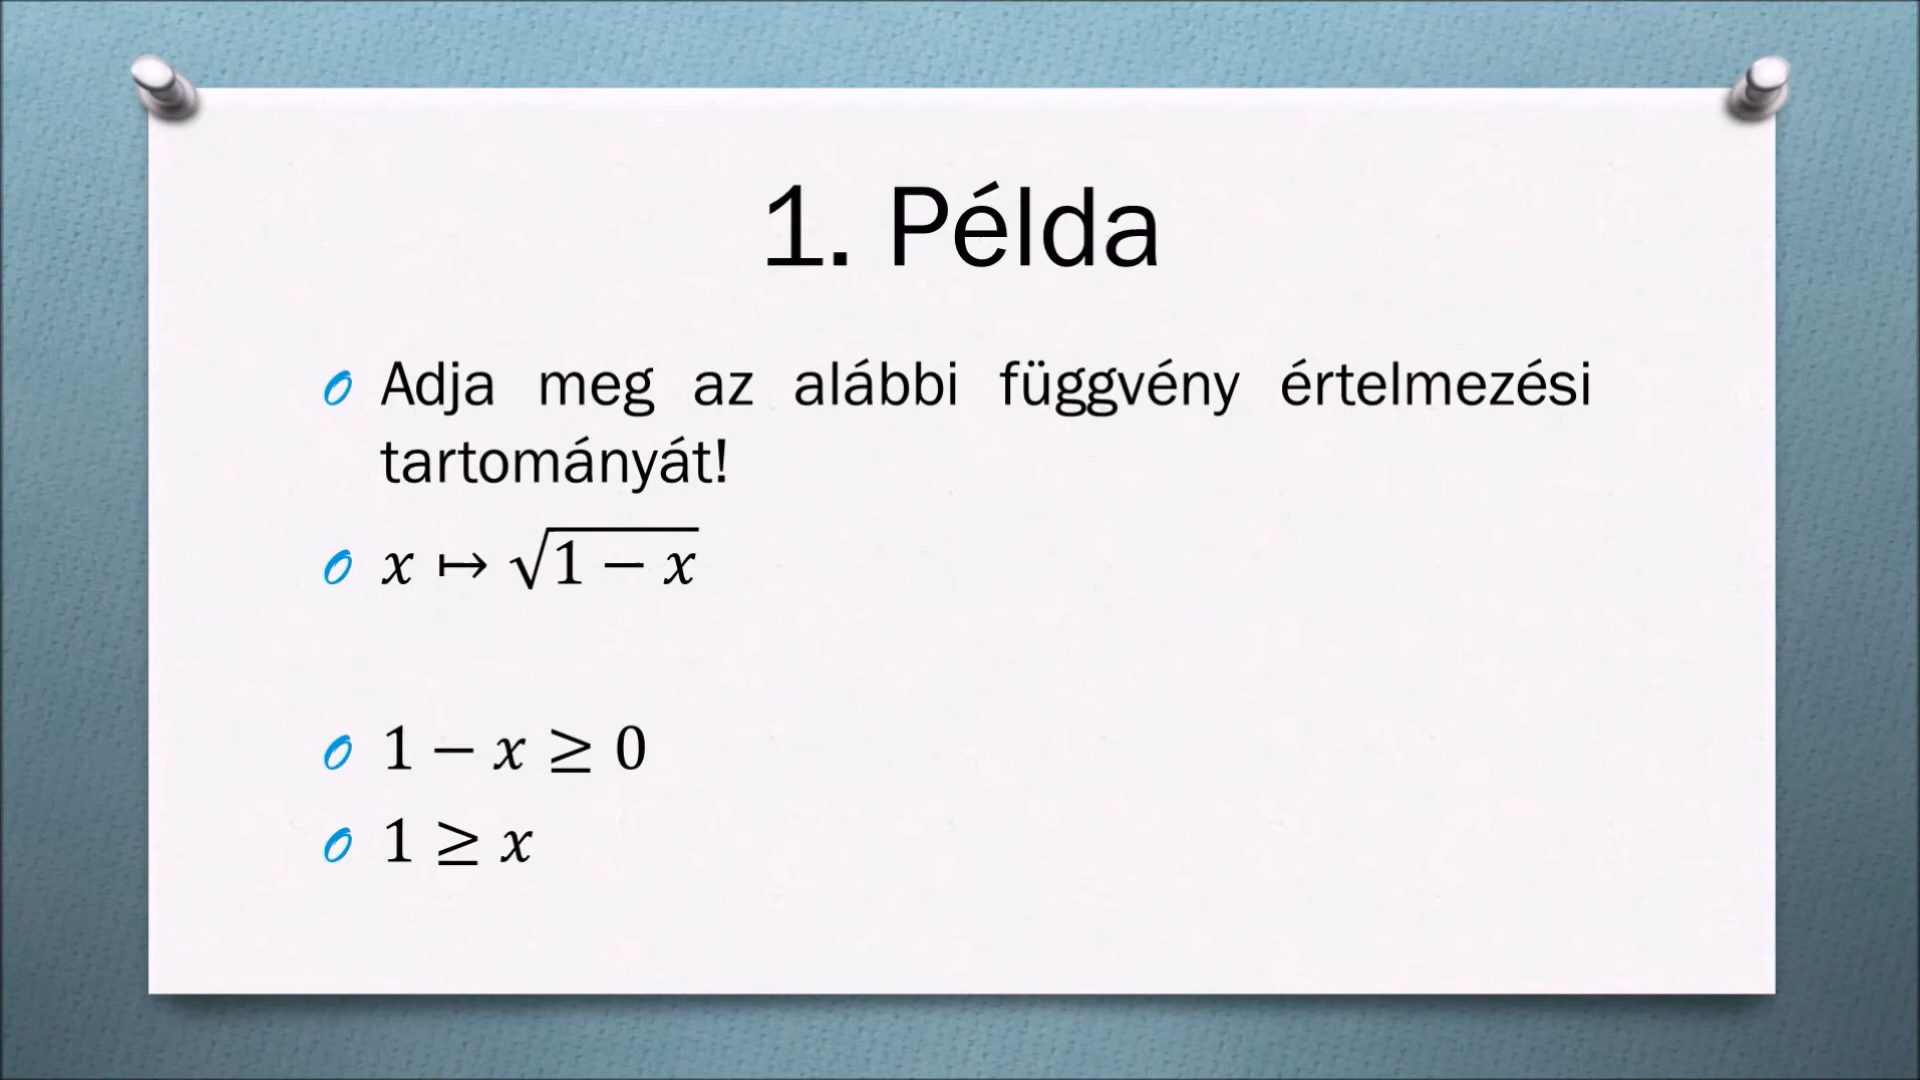 1. Példa
Adja meg az alábbi függvény értelmezési
tartományát!
x ↦ √(1 − x)
1 − x ≥ 0
1 ≥ x